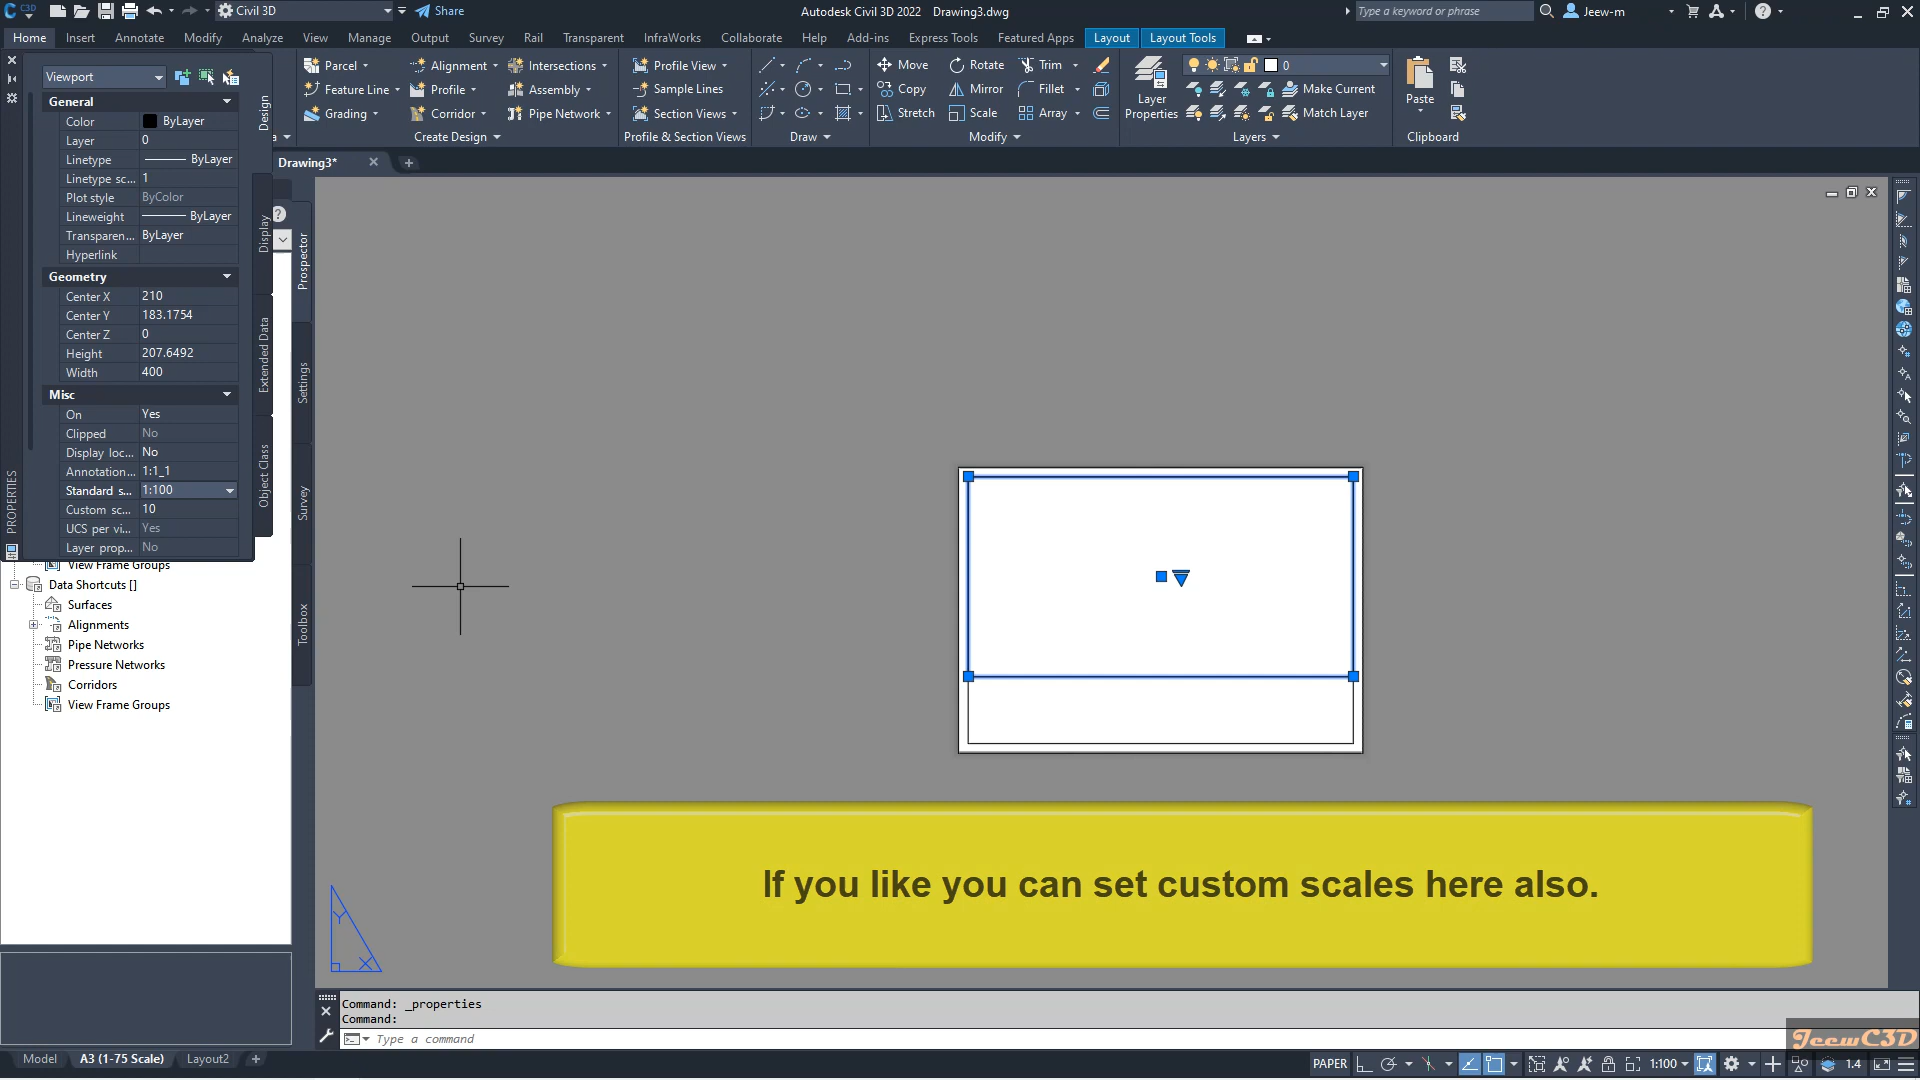 C3D
Civil 3D
Share
Autodesk Civil 3D 2022 Drawing3.dwg
Type a keyword or phrase
Jeew-m
Home Insert Annotate Modify Analyze View Manage Output Survey Rail Transparent InfraWorks Collaborate Help Add-ins Express Tools Featured Apps Layout Layout Tools
Parcel
Feature Line
Grading
Alignment
Profile
Corridor
Intersections
Assembly
Pipe Network
Create Design
Profile View
Sample Lines
Section Views
Profile & Section Views
Draw
Move
Copy
Stretch
Rotate
Mirror
Scale
Trim
Fillet
Array
Modify
Layer
Properties
0
Make Current
Match Layer
Layers
Paste
Clipboard
Drawing3*
Viewport
General
Color ByLayer
Layer 0
Linetype ByLayer
Linetype sc... 1
Plot style ByColor
Lineweight ByLayer
Transparen... ByLayer
Hyperlink
Geometry
Center X 210
Center Y 183.1754
Center Z 0
Height 207.6492
Width 400
Misc
On Yes
Clipped No
Display loc... No
Annotation... 1:1_1
Standard s... 1:100
Custom sc... 10
UCS per vi... Yes
Layer prop... No
PROPERTIES
Design
Display
Extended Data
Object Class
Prospector
Settings
Survey
Toolbox
View Frame Groups
Data Shortcuts []
Surfaces
Alignments
Pipe Networks
Pressure Networks
Corridors
View Frame Groups
Y
X
If you like you can set custom scales here also.
Command: _properties
Command:
Type a command
JeewC3D
Model A3 (1-75 Scale) Layout2
PAPER
1:100
1.4